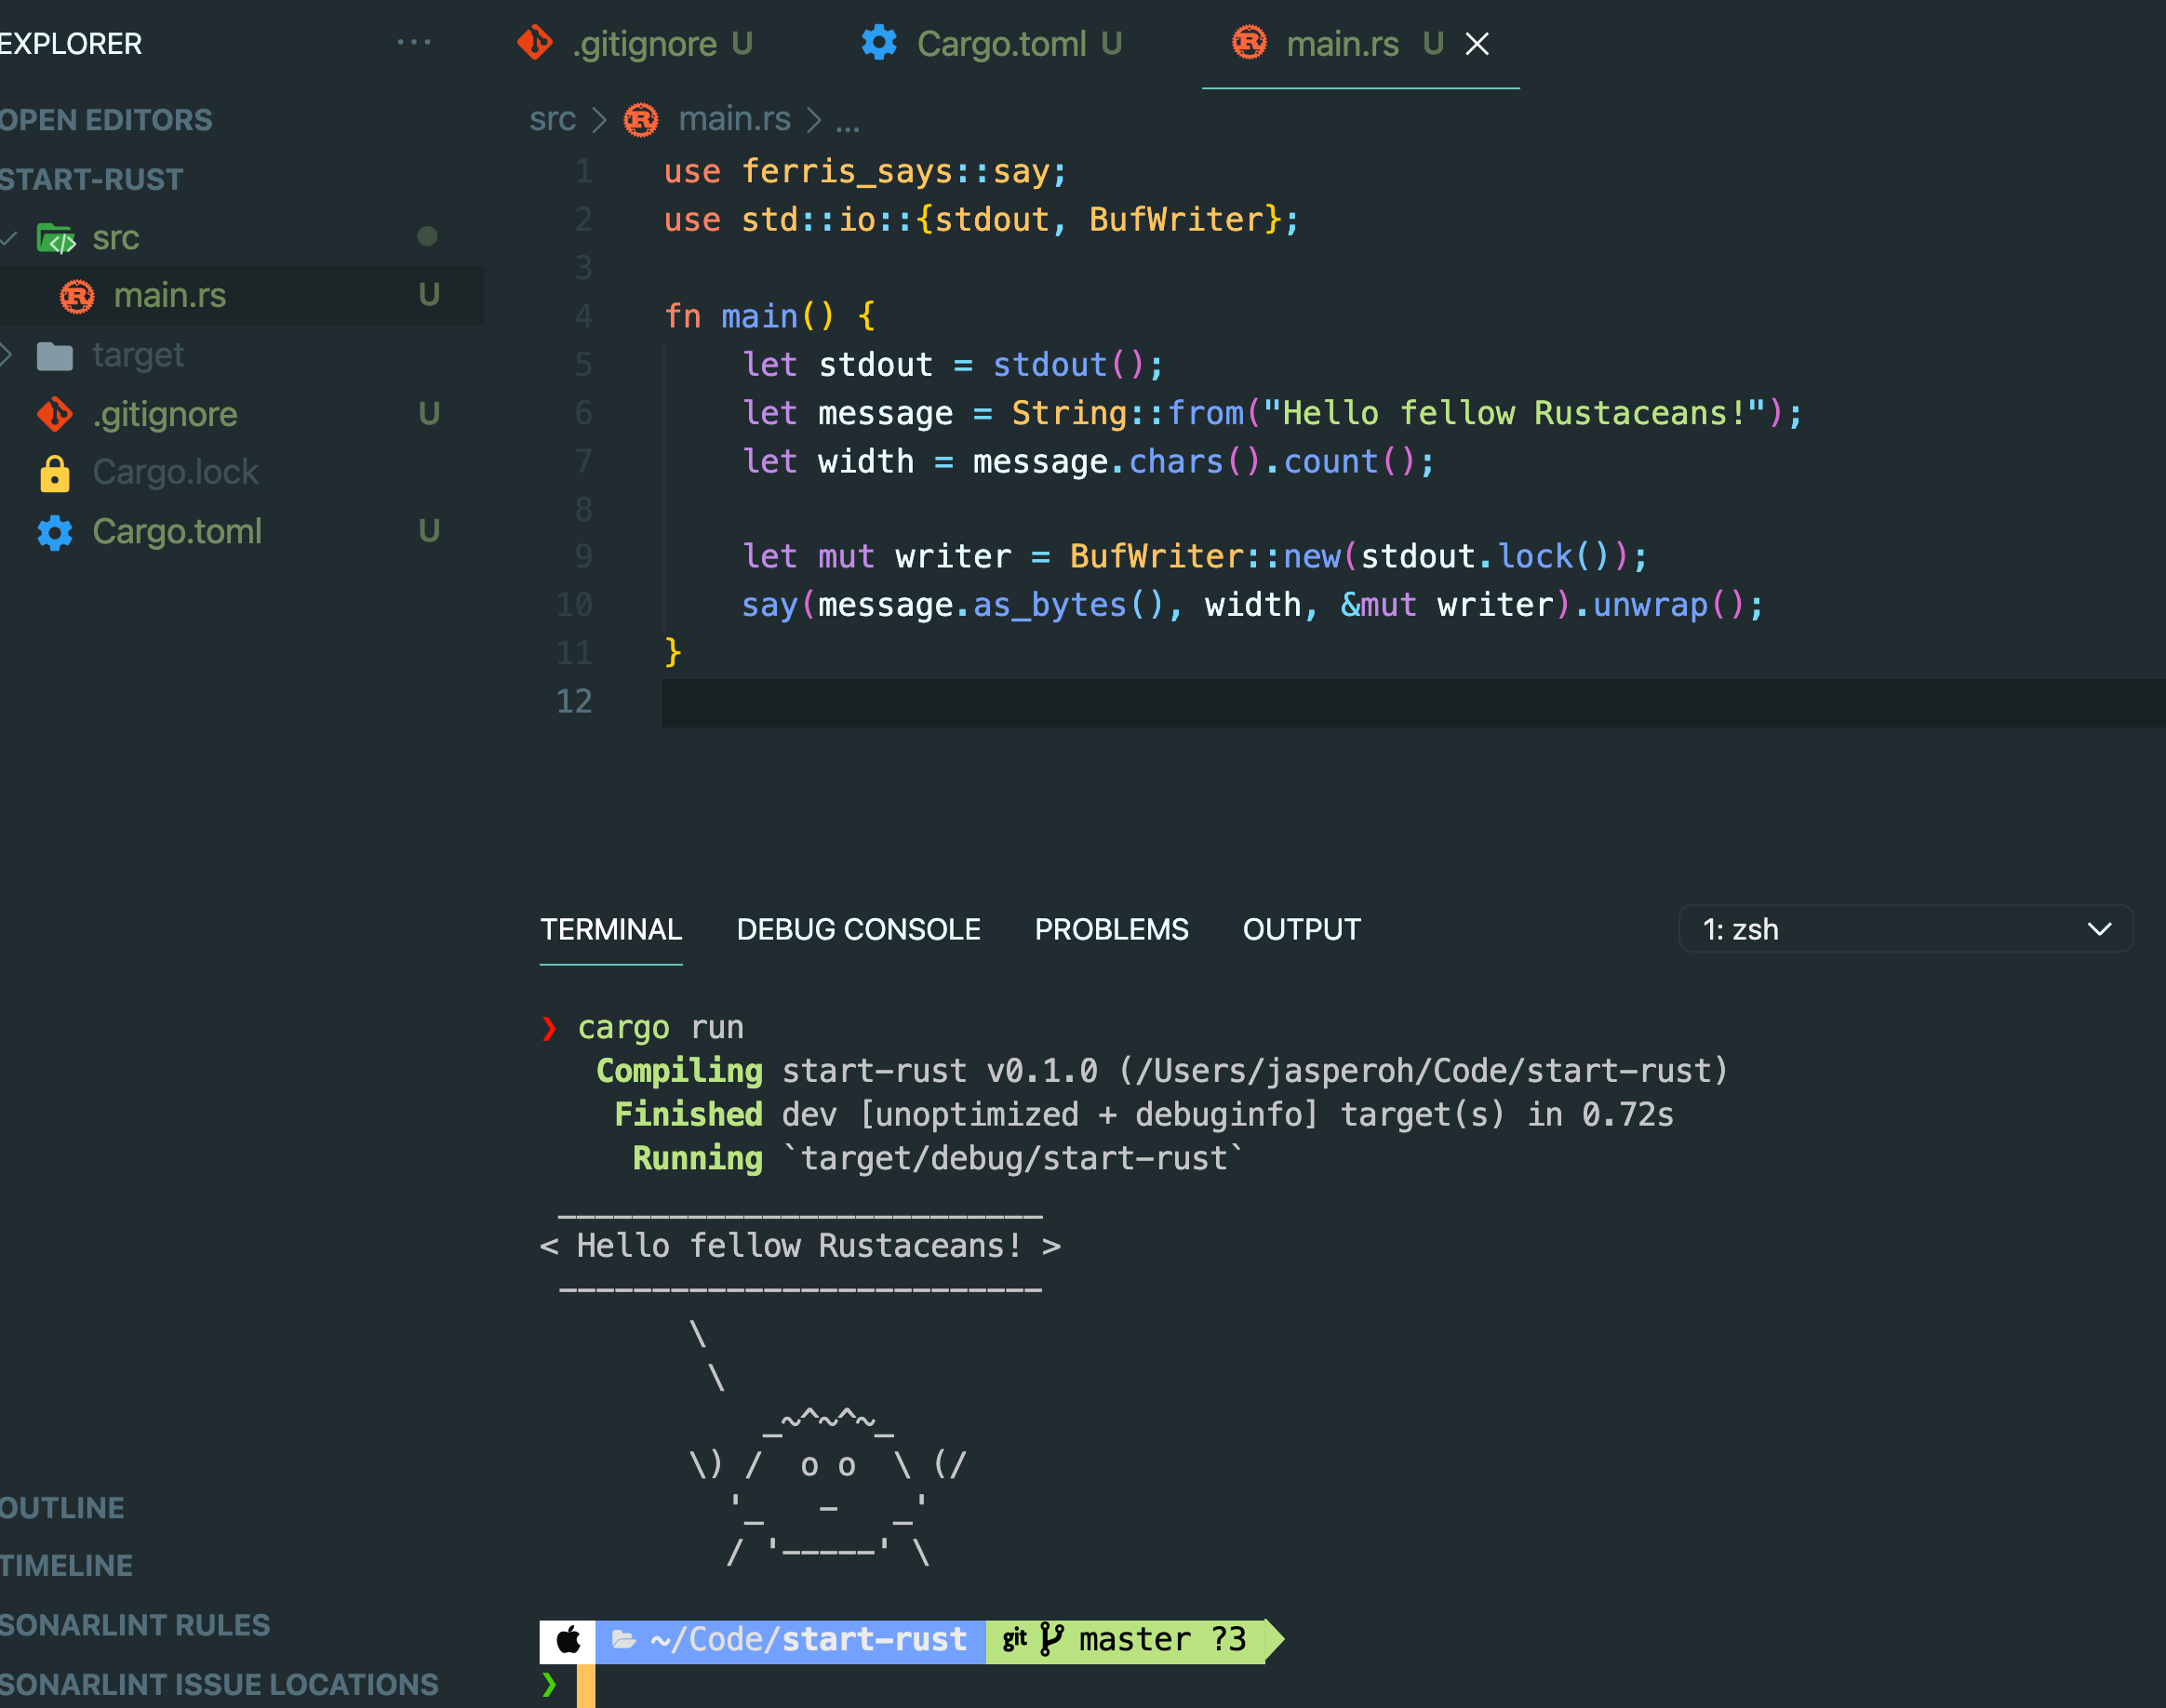 EXPLORER ···
OPEN EDITORS
START-RUST
src
main.rs U
target
.gitignore U
Cargo.lock
Cargo.toml U
OUTLINE
TIMELINE
SONARLINT RULES
SONARLINT ISSUE LOCATIONS
.gitignore U Cargo.toml U main.rs U
src > main.rs > ...
1 use ferris_says::say;
2 use std::io::{stdout, BufWriter};
3
4 fn main() {
5     let stdout = stdout();
6     let message = String::from("Hello fellow Rustaceans!");
7     let width = message.chars().count();
8
9     let mut writer = BufWriter::new(stdout.lock());
10     say(message.as_bytes(), width, &mut writer).unwrap();
11 }
12
TERMINAL DEBUG CONSOLE PROBLEMS OUTPUT 1: zsh
❯ cargo run
   Compiling start-rust v0.1.0 (/Users/jasperoh/Code/start-rust)
    Finished dev [unoptimized + debuginfo] target(s) in 0.72s
     Running `target/debug/start-rust`
 __________________________
< Hello fellow Rustaceans! >
 --------------------------
        \
         \
            _~^~^~_
        \) /  o o  \ (/
          '_   -   _'
          / '-----' \
~/Code/start-rust git master ?3
❯